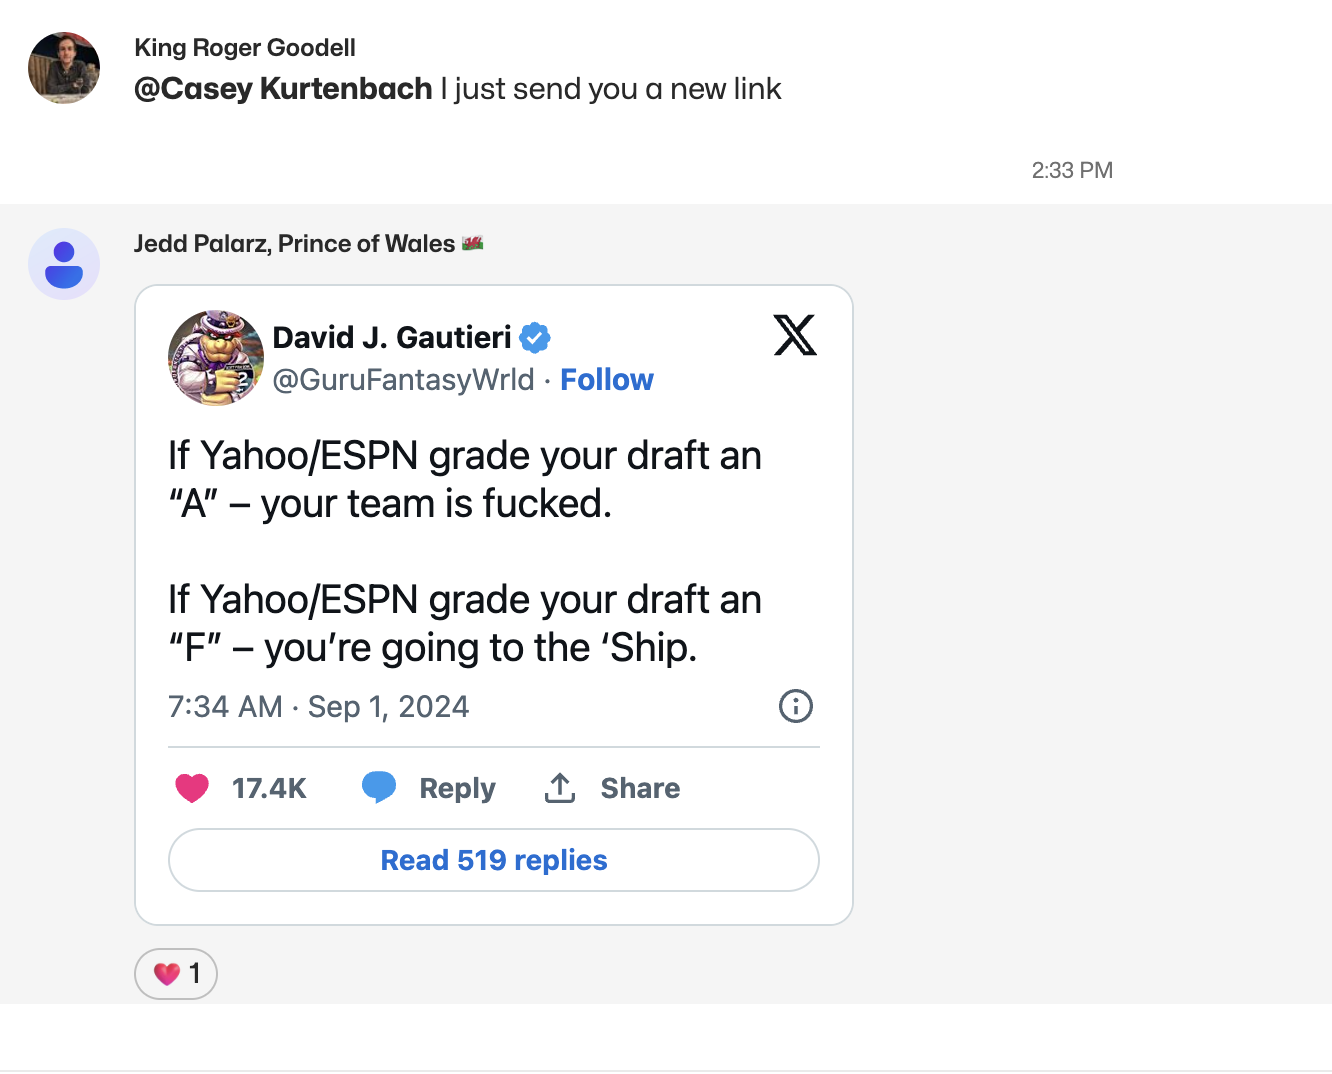 King Roger Goodell
@Casey Kurtenbach I just send you a new link
2:33 PM
Jedd Palarz, Prince of Wales 🏴󠁧󠁢󠁷󠁬󠁳󠁿
David J. Gautieri
@GuruFantasyWrld · Follow
If Yahoo/ESPN grade your draft an
“A” – your team is fucked.
If Yahoo/ESPN grade your draft an
“F” – you’re going to the ‘Ship.
7:34 AM · Sep 1, 2024
17.4K Reply Share
Read 519 replies
❤️ 1